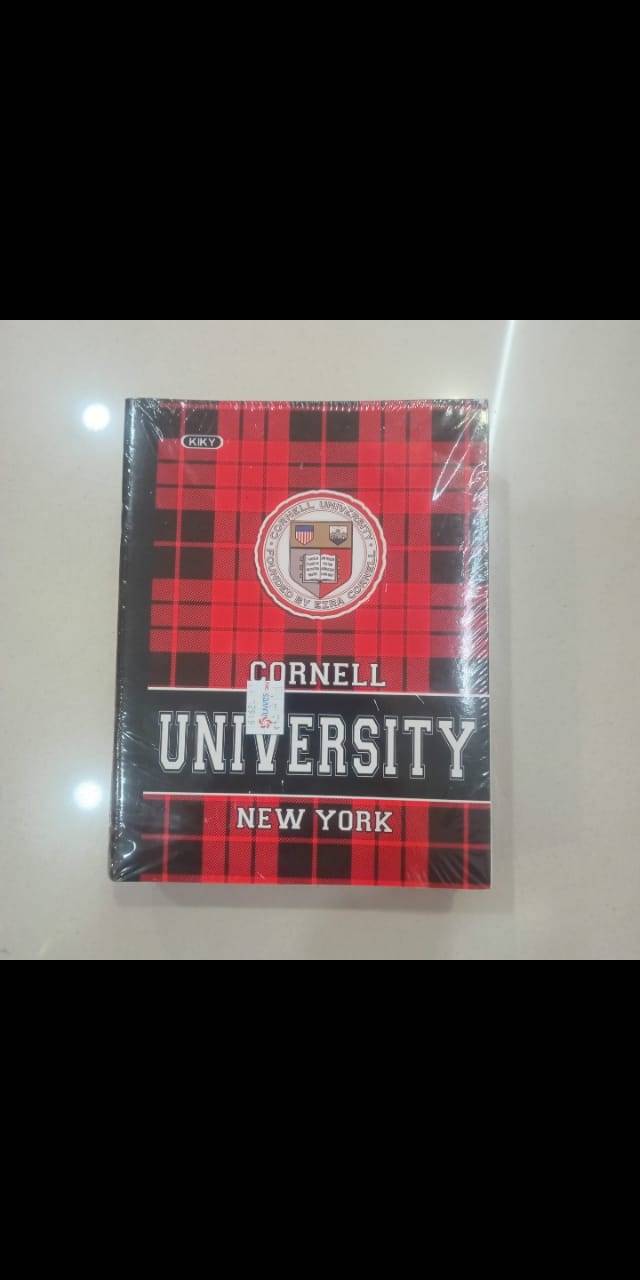 KIKY
CORNELL UNIVERSITY
FOUNDED BY EZRA CORNELL
CORNELL
UNIVERSITY
NEW YORK